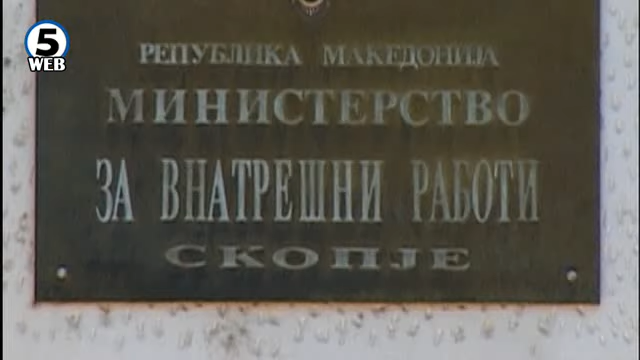 5
WEB
РЕПУБЛИКА МАКЕДОНИЈА
МИНИСТЕРСТВО
ЗА ВНАТРЕШНИ РАБОТИ
СКОПЈЕ